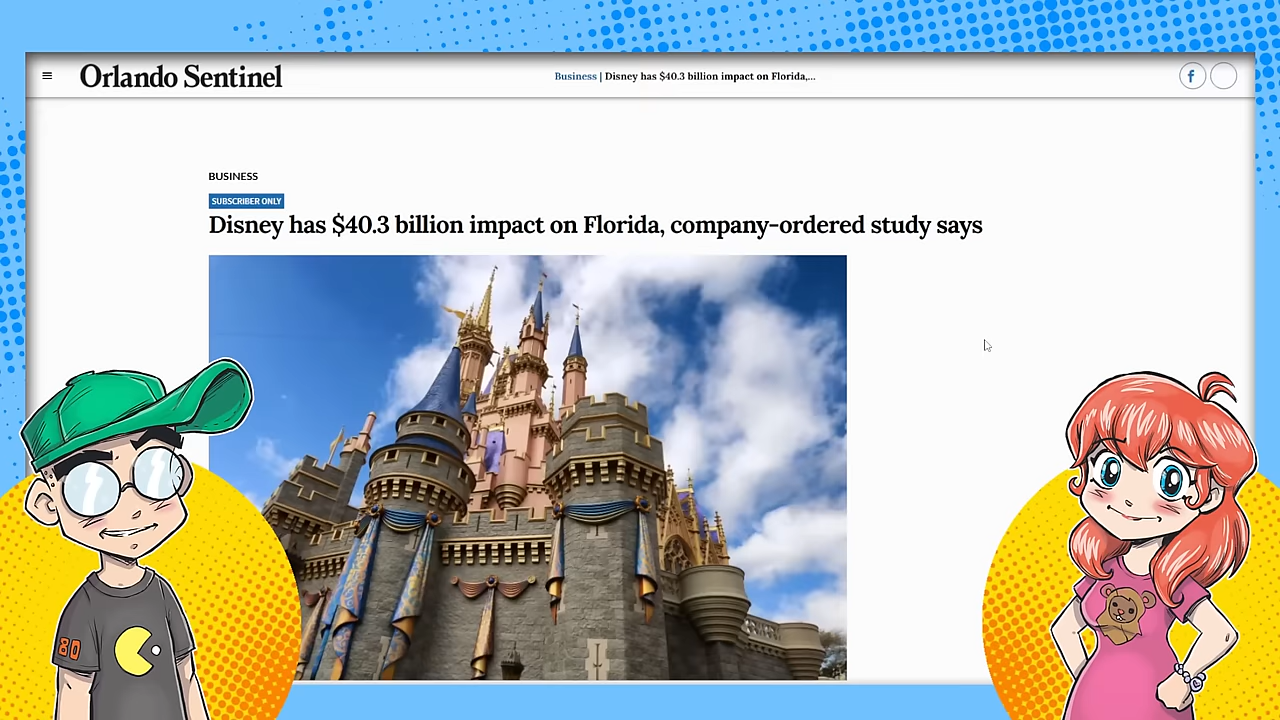 Orlando Sentinel
Business | Disney has $40.3 billion impact on Florida,...
f
BUSINESS
SUBSCRIBER ONLY
Disney has $40.3 billion impact on Florida, company-ordered study says
80